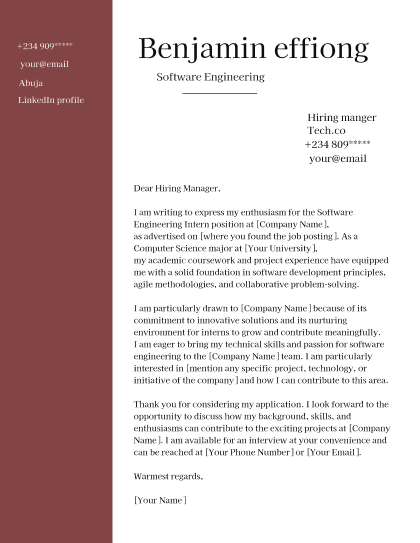 +234 909*****
your@email
Abuja
LinkedIn profile
Benjamin effiong
Software Engineering
Hiring manger
Tech.co
+234 809*****
your@email
Dear Hiring Manager,
I am writing to express my enthusiasm for the Software
Engineering Intern position at [Company Name],
as advertised on [where you found the job posting]. As a
Computer Science major at [Your University],
my academic coursework and project experience have equipped
me with a solid foundation in software development principles,
agile methodologies, and collaborative problem-solving.
I am particularly drawn to [Company Name] because of its
commitment to innovative solutions and its nurturing
environment for interns to grow and contribute meaningfully.
I am eager to bring my technical skills and passion for software
engineering to the [Company Name] team. I am particularly
interested in [mention any specific project, technology, or
initiative of the company] and how I can contribute to this area.
Thank you for considering my application. I look forward to the
opportunity to discuss how my background, skills, and
enthusiasms can contribute to the exciting projects at [Company
Name]. I am available for an interview at your convenience and
can be reached at [Your Phone Number] or [Your Email].
Warmest regards,
[Your Name]